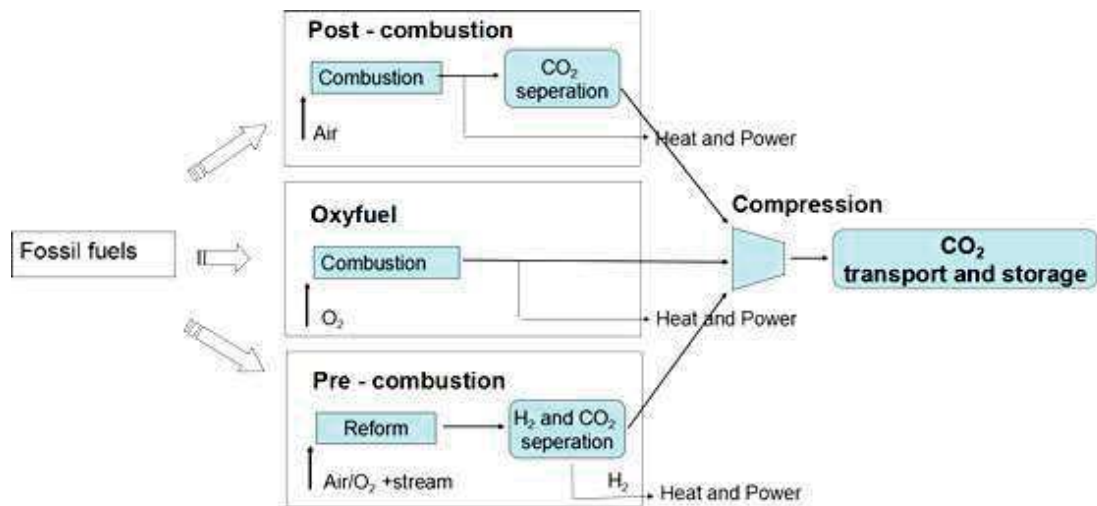 Post - combustion
Combustion
CO₂
seperation
Air
Heat and Power
Fossil fuels
Oxyfuel
Combustion
O₂
Heat and Power
Compression
CO₂
transport and storage
Pre - combustion
Reform
H₂ and CO₂
seperation
Air/O₂ +stream
H₂
Heat and Power